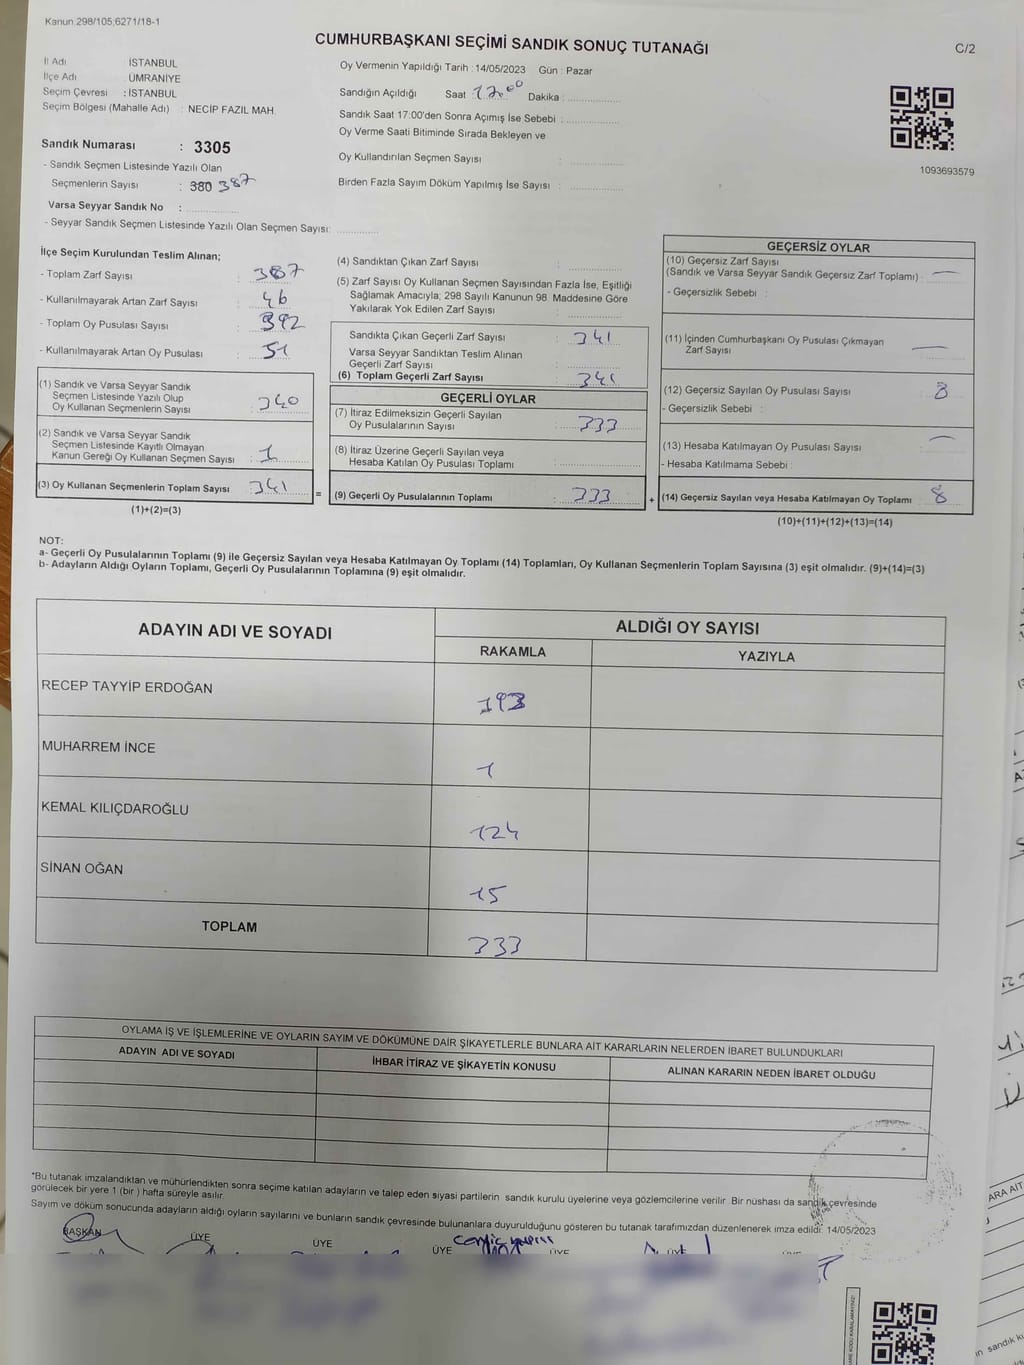 Kanun 298/105,6271/18-1
CUMHURBAŞKANI SEÇİMİ SANDIK SONUÇ TUTANAĞI
C/2
İl Adı İSTANBUL
İlçe Adı ÜMRANİYE
Seçim Çevresi : İSTANBUL
Seçim Bölgesi (Mahalle Adı) : NECİP FAZIL MAH.
Sandık Numarası : 3305
- Sandık Seçmen Listesinde Yazılı Olan
Seçmenlerin Sayısı : 380 387
Varsa Seyyar Sandık No :
- Seyyar Sandık Seçmen Listesinde Yazılı Olan Seçmen Sayısı:
Oy Vermenin Yapıldığı Tarih : 14/05/2023 Gün : Pazar
Sandığın Açıldığı Saat 17.00 Dakika :
Sandık Saat 17:00'den Sonra Açımış İse Sebebi :
Oy Verme Saati Bitiminde Sırada Bekleyen ve
Oy Kullandırılan Seçmen Sayısı :
Birden Fazla Sayım Döküm Yapılmış İse Sayısı :
1093693579
İlçe Seçim Kurulundan Teslim Alınan;
- Toplam Zarf Sayısı : 387
- Kullanılmayarak Artan Zarf Sayısı : 46
- Toplam Oy Pusulası Sayısı : 392
- Kullanılmayarak Artan Oy Pusulası : 51
(1) Sandık ve Varsa Seyyar Sandık
Seçmen Listesinde Yazılı Olup
Oy Kullanan Seçmenlerin Sayısı : 340
(2) Sandık ve Varsa Seyyar Sandık
Seçmen Listesinde Kayıtlı Olmayan
Kanun Gereği Oy Kullanan Seçmen Sayısı : 1
(3) Oy Kullanan Seçmenlerin Toplam Sayısı : 341
(1)+(2)=(3)
=
(4) Sandıktan Çıkan Zarf Sayısı :
(5) Zarf Sayısı Oy Kullanan Seçmen Sayısından Fazla İse, Eşitliği
Sağlamak Amacıyla; 298 Sayılı Kanunun 98. Maddesine Göre
Yakılarak Yok Edilen Zarf Sayısı :
Sandıkta Çıkan Geçerli Zarf Sayısı : 341
Varsa Seyyar Sandıktan Teslim Alınan
Geçerli Zarf Sayısı :
(6) Toplam Geçerli Zarf Sayısı : 341
GEÇERLİ OYLAR
(7) İtiraz Edilmeksizin Geçerli Sayılan
Oy Pusulalarının Sayısı : 333
(8) İtiraz Üzerine Geçerli Sayılan veya
Hesaba Katılan Oy Pusulası Toplamı :
(9) Geçerli Oy Pusulalarının Toplamı : 333
+
GEÇERSİZ OYLAR
(10) Geçersiz Zarf Sayısı
(Sandık ve Varsa Seyyar Sandık Geçersiz Zarf Toplamı) : —
- Geçersizlik Sebebi :
(11) İçinden Cumhurbaşkanı Oy Pusulası Çıkmayan
Zarf Sayısı : —
(12) Geçersiz Sayılan Oy Pusulası Sayısı : 8
- Geçersizlik Sebebi :
(13) Hesaba Katılmayan Oy Pusulası Sayısı : —
- Hesaba Katılmama Sebebi :
(14) Geçersiz Sayılan veya Hesaba Katılmayan Oy Toplamı : 8
(10)+(11)+(12)+(13)=(14)
NOT:
a- Geçerli Oy Pusulalarının Toplamı (9) ile Geçersiz Sayılan veya Hesaba Katılmayan Oy Toplamı (14) Toplamları, Oy Kullanan Seçmenlerin Toplam Sayısına (3) eşit olmalıdır. (9)+(14)=(3)
b- Adayların Aldığı Oyların Toplamı, Geçerli Oy Pusulalarının Toplamına (9) eşit olmalıdır.
ADAYIN ADI VE SOYADI
ALDIĞI OY SAYISI
RAKAMLA YAZIYLA
RECEP TAYYİP ERDOĞAN 193
MUHARREM İNCE 1
KEMAL KILIÇDAROĞLU 124
SİNAN OĞAN 15
TOPLAM 333
OYLAMA İŞ VE İŞLEMLERİNE VE OYLARIN SAYIM VE DÖKÜMÜNE DAİR ŞİKAYETLERLE BUNLARA AİT KARARLARIN NELERDEN İBARET BULUNDUKLARI
ADAYIN ADI VE SOYADI İHBAR İTİRAZ VE ŞİKAYETİN KONUSU ALINAN KARARIN NEDEN İBARET OLDUĞU
*Bu tutanak imzalandıktan ve mühürlendikten sonra seçime katılan adayların ve talep eden siyasi partilerin sandık kurulu üyelerine veya gözlemcilerine verilir. Bir nüshası da sandık çevresinde
görülecek bir yere 1 (bir ) hafta süreyle asılır.
Sayım ve döküm sonucunda adayların aldığı oyların sayılarını ve bunların sandık çevresinde bulunanlara duyurulduğunu gösteren bu tutanak tarafımızdan düzenlenerek imza edildi. 14/05/2023
BAŞKAN ÜYE ÜYE ÜYE ÜYE ÜYE ÜYE
ARA AİT